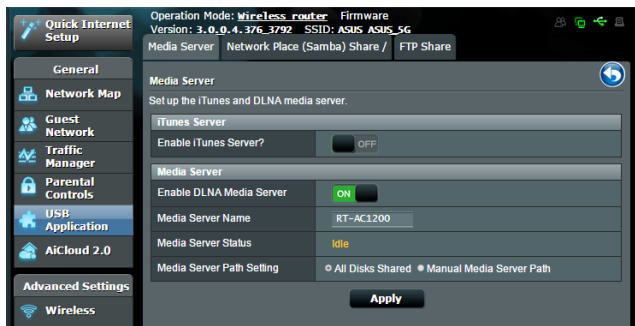 Quick Internet
Setup
Operation Mode: Wireless router Firmware
Version: 3.0.0.4.376_3792 SSID: ASUS ASUS_5G
Media Server Network Place (Samba) Share / FTP Share
General
Network Map
Guest
Network
Traffic
Manager
Parental
Controls
USB
Application
AiCloud 2.0
Advanced Settings
Wireless
Media Server
Set up the iTunes and DLNA media server.
iTunes Server
Enable iTunes Server? OFF
Media Server
Enable DLNA Media Server ON
Media Server Name RT-AC1200
Media Server Status Idle
Media Server Path Setting All Disks Shared Manual Media Server Path
Apply